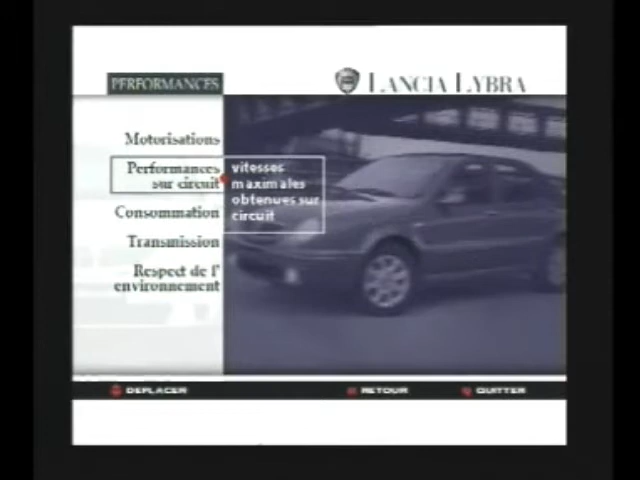 PERFORMANCES
LANCIA LYBRA
Motorisations
Performances
sur circuit
vitesses
maximales
obtenues sur
circuit
Consommation
Transmission
Respect de l'
environnement
DEPLACER
RETOUR
QUITTER